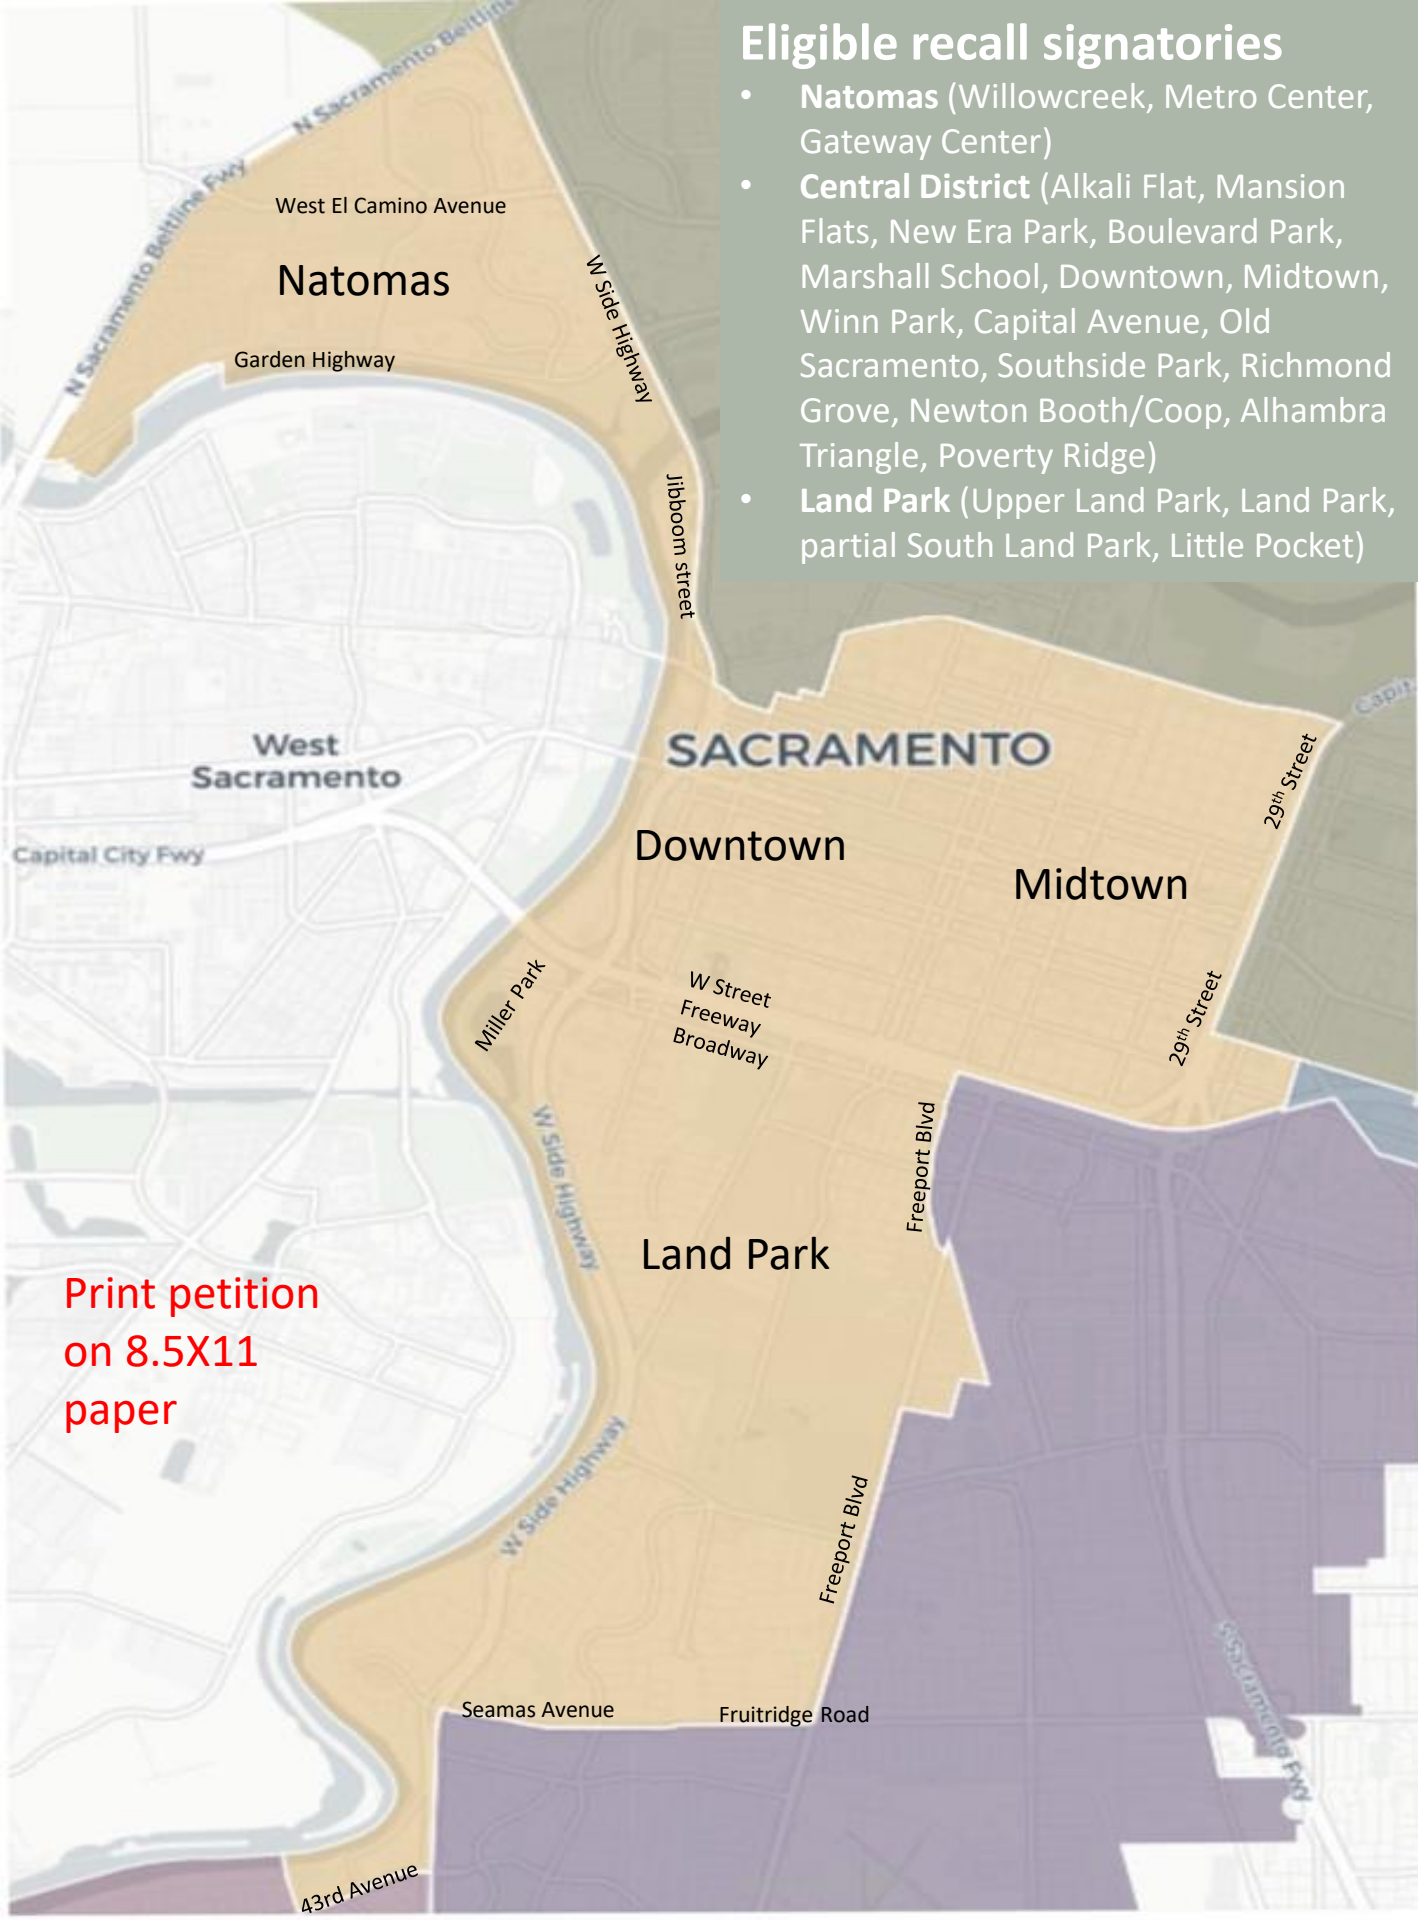 Eligible recall signatories
• Natomas (Willowcreek, Metro Center,
Gateway Center)
• Central District (Alkali Flat, Mansion
Flats, New Era Park, Boulevard Park,
Marshall School, Downtown, Midtown,
Winn Park, Capital Avenue, Old
Sacramento, Southside Park, Richmond
Grove, Newton Booth/Coop, Alhambra
Triangle, Poverty Ridge)
• Land Park (Upper Land Park, Land Park,
partial South Land Park, Little Pocket)
N Sacramento Beltline
N Sacramento Beltline Fwy
West El Camino Avenue
Natomas
W Side Highway
Garden Highway
Jibboom street
West
Sacramento
SACRAMENTO
29th Street
Downtown
Capital City Fwy
Midtown
Miller Park
W Street
Freeway
Broadway
29th Street
Freeport Blvd
W Side Highway
Land Park
Print petition
on 8.5X11
paper
W Side Highway
Freeport Blvd
S Sacramento Fwy
Seamas Avenue
Fruitridge Road
43rd Avenue